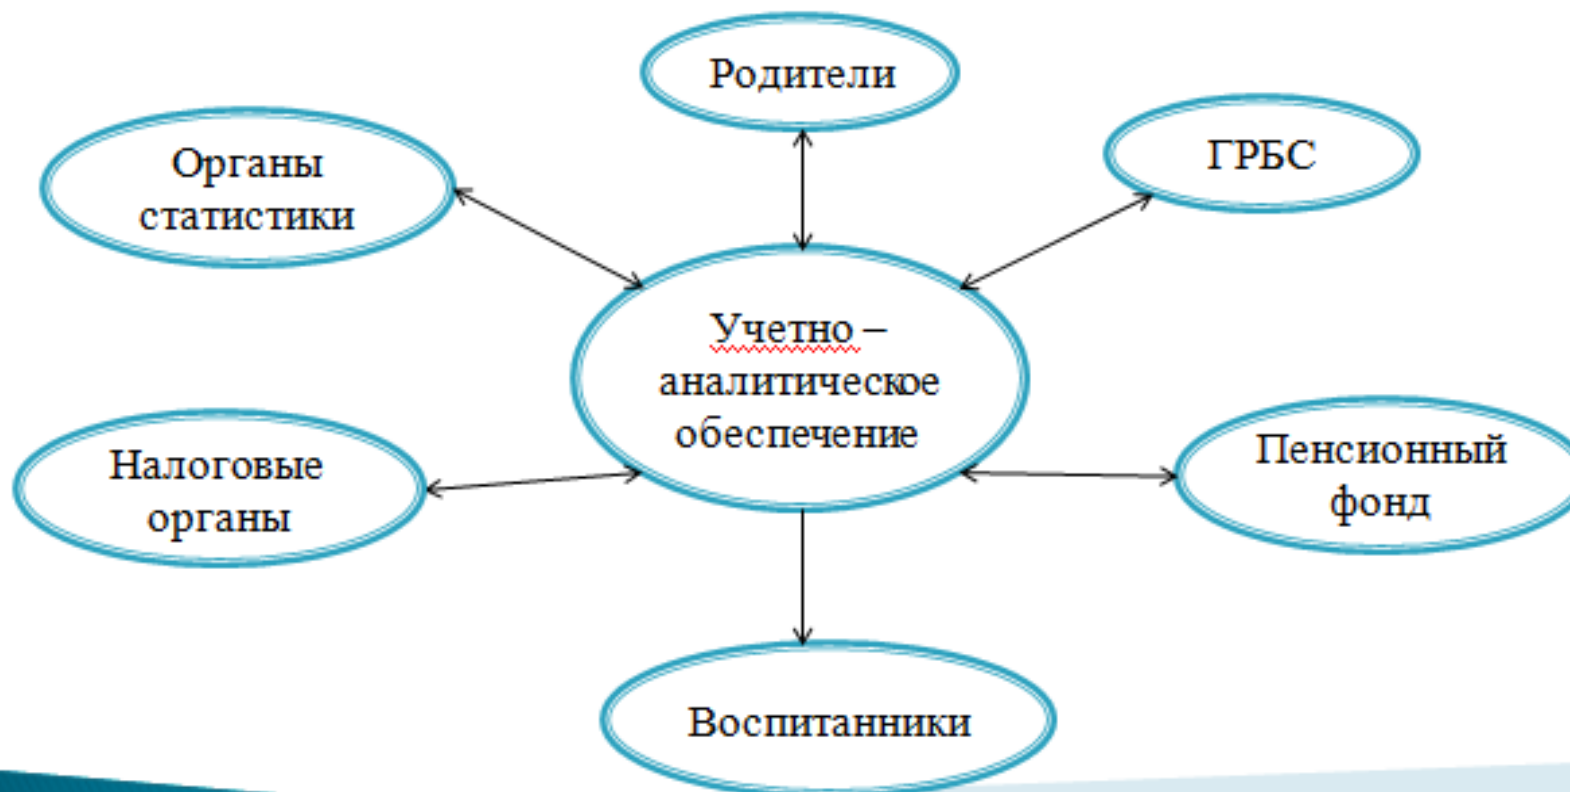 Родители
ГРБС
Органы
статистики
Учетно –
аналитическое
обеспечение
Налоговые
органы
Пенсионный
фонд
Воспитанники